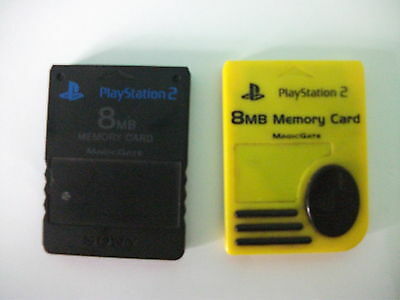 PlayStation 2
8MB
MEMORY CARD
MAGICGATE
SONY
PlayStation 2
8MB Memory Card
MAGICGATE